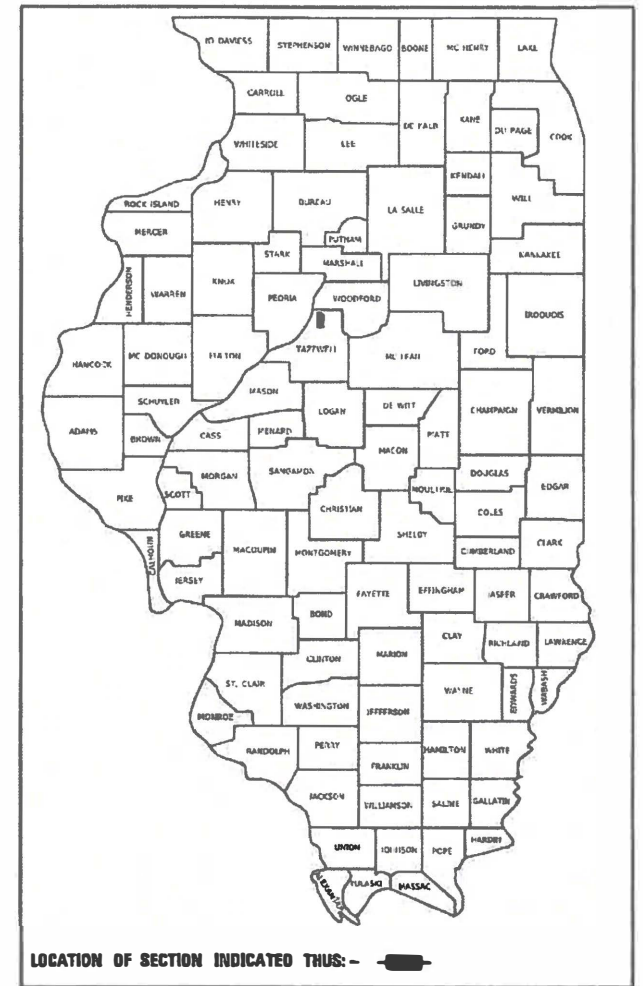 JO DAVIESS STEPHENSON WINNEBAGO BOONE MC HENRY LAKE
CARROLL OGLE
DE KALB KANE DU PAGE COOK
WHITESIDE LEE
KENDALL WILL
ROCK ISLAND HENRY BUREAU LA SALLE GRUNDY
MERCER PUTNAM
STARK MARSHALL KANKAKEE
HENDERSON WARREN KNOX PEORIA WOODFORD LIVINGSTON IROQUOIS
HANCOCK MC DONOUGH FULTON TAZEWELL MC LEAN FORD
MASON
SCHUYLER LOGAN DE WITT CHAMPAIGN VERMILION
ADAMS BROWN CASS MENARD MACON PIATT
MORGAN SANGAMON DOUGLAS EDGAR
PIKE SCOTT CHRISTIAN MOULTRIE COLES
GREENE MACOUPIN MONTGOMERY SHELBY CUMBERLAND CLARK
CALHOUN JERSEY FAYETTE EFFINGHAM JASPER CRAWFORD
MADISON BOND CLAY RICHLAND LAWRENCE
CLINTON MARION
ST. CLAIR WASHINGTON JEFFERSON WAYNE EDWARDS WABASH
MONROE
RANDOLPH PERRY HAMILTON WHITE
FRANKLIN
JACKSON WILLIAMSON SALINE GALLATIN
UNION JOHNSON POPE HARDIN
ALEXANDER PULASKI MASSAC
LOCATION OF SECTION INDICATED THUS:-